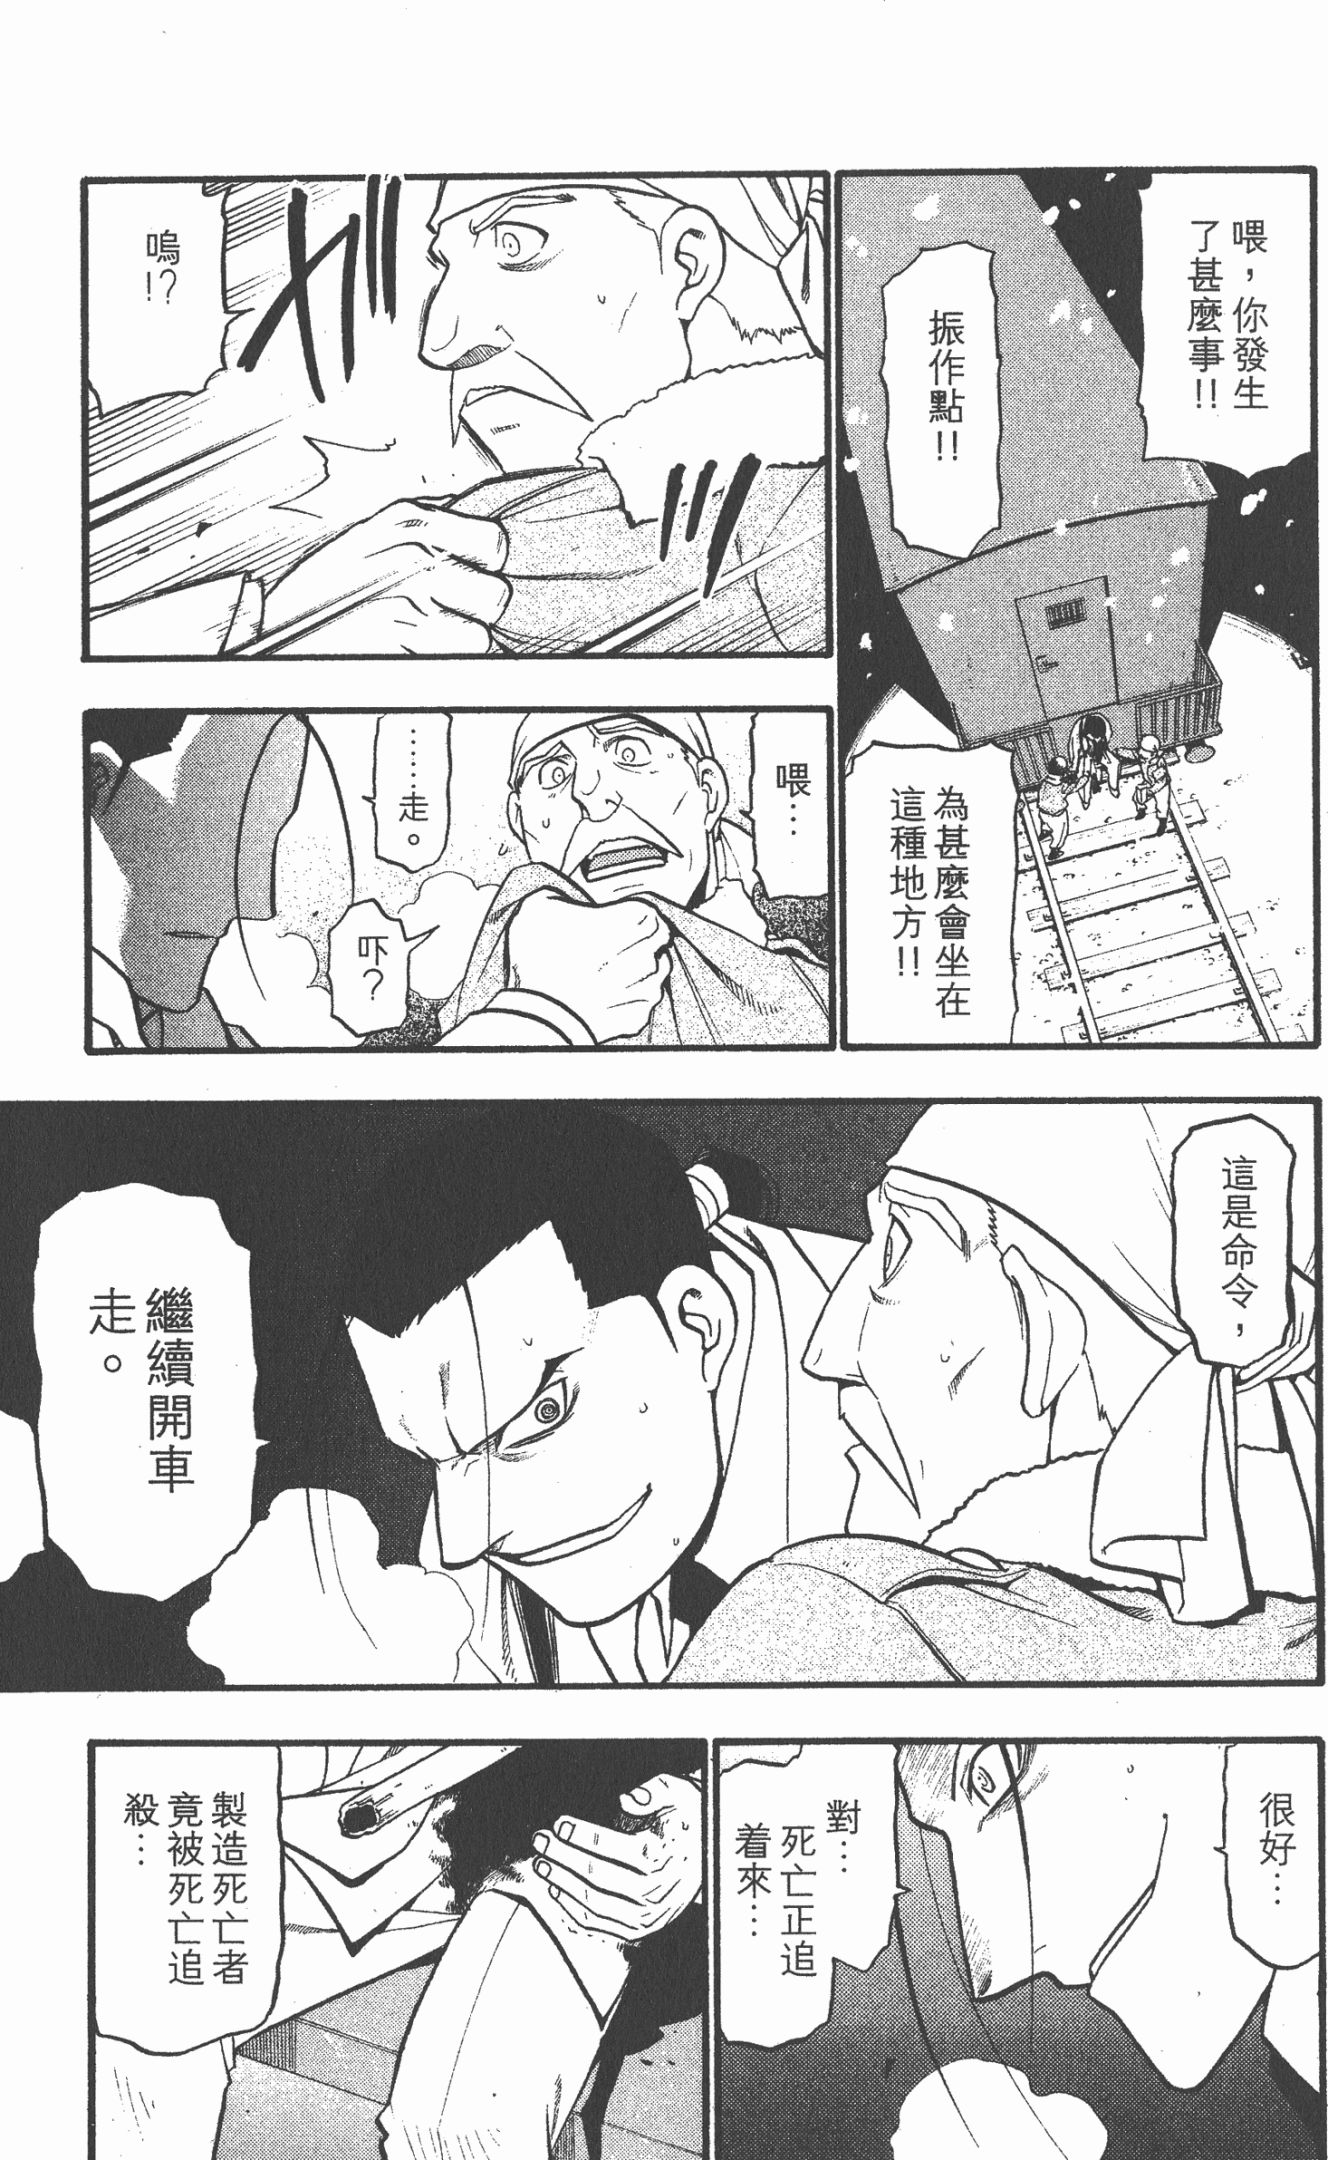 喂，你發生
了甚麼事!!
振作點!!
為甚麼會坐在
這種地方!!
嗚!?
ガガ
喂…
……走。
吓？
這是命令，
繼續開車
走。
很好…
對…
死亡正追
着來…
製造死亡者
竟被死亡追
殺…